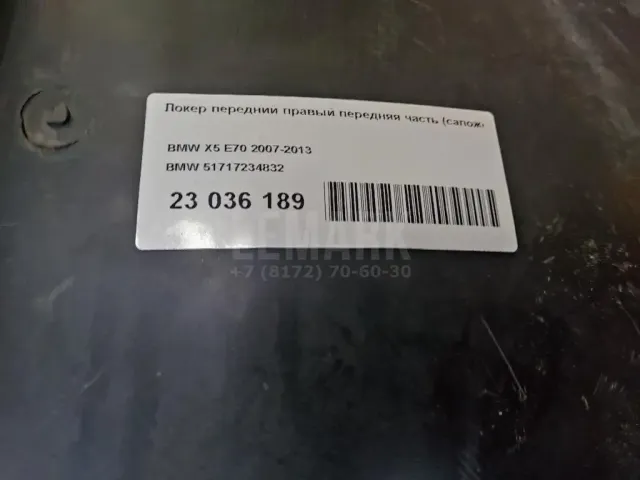 Локер передний правый передняя часть (сапож
BMW X5 E70 2007-2013
BMW 51717234832
23 036 189
LEMARK
+7 (8172) 70-60-30